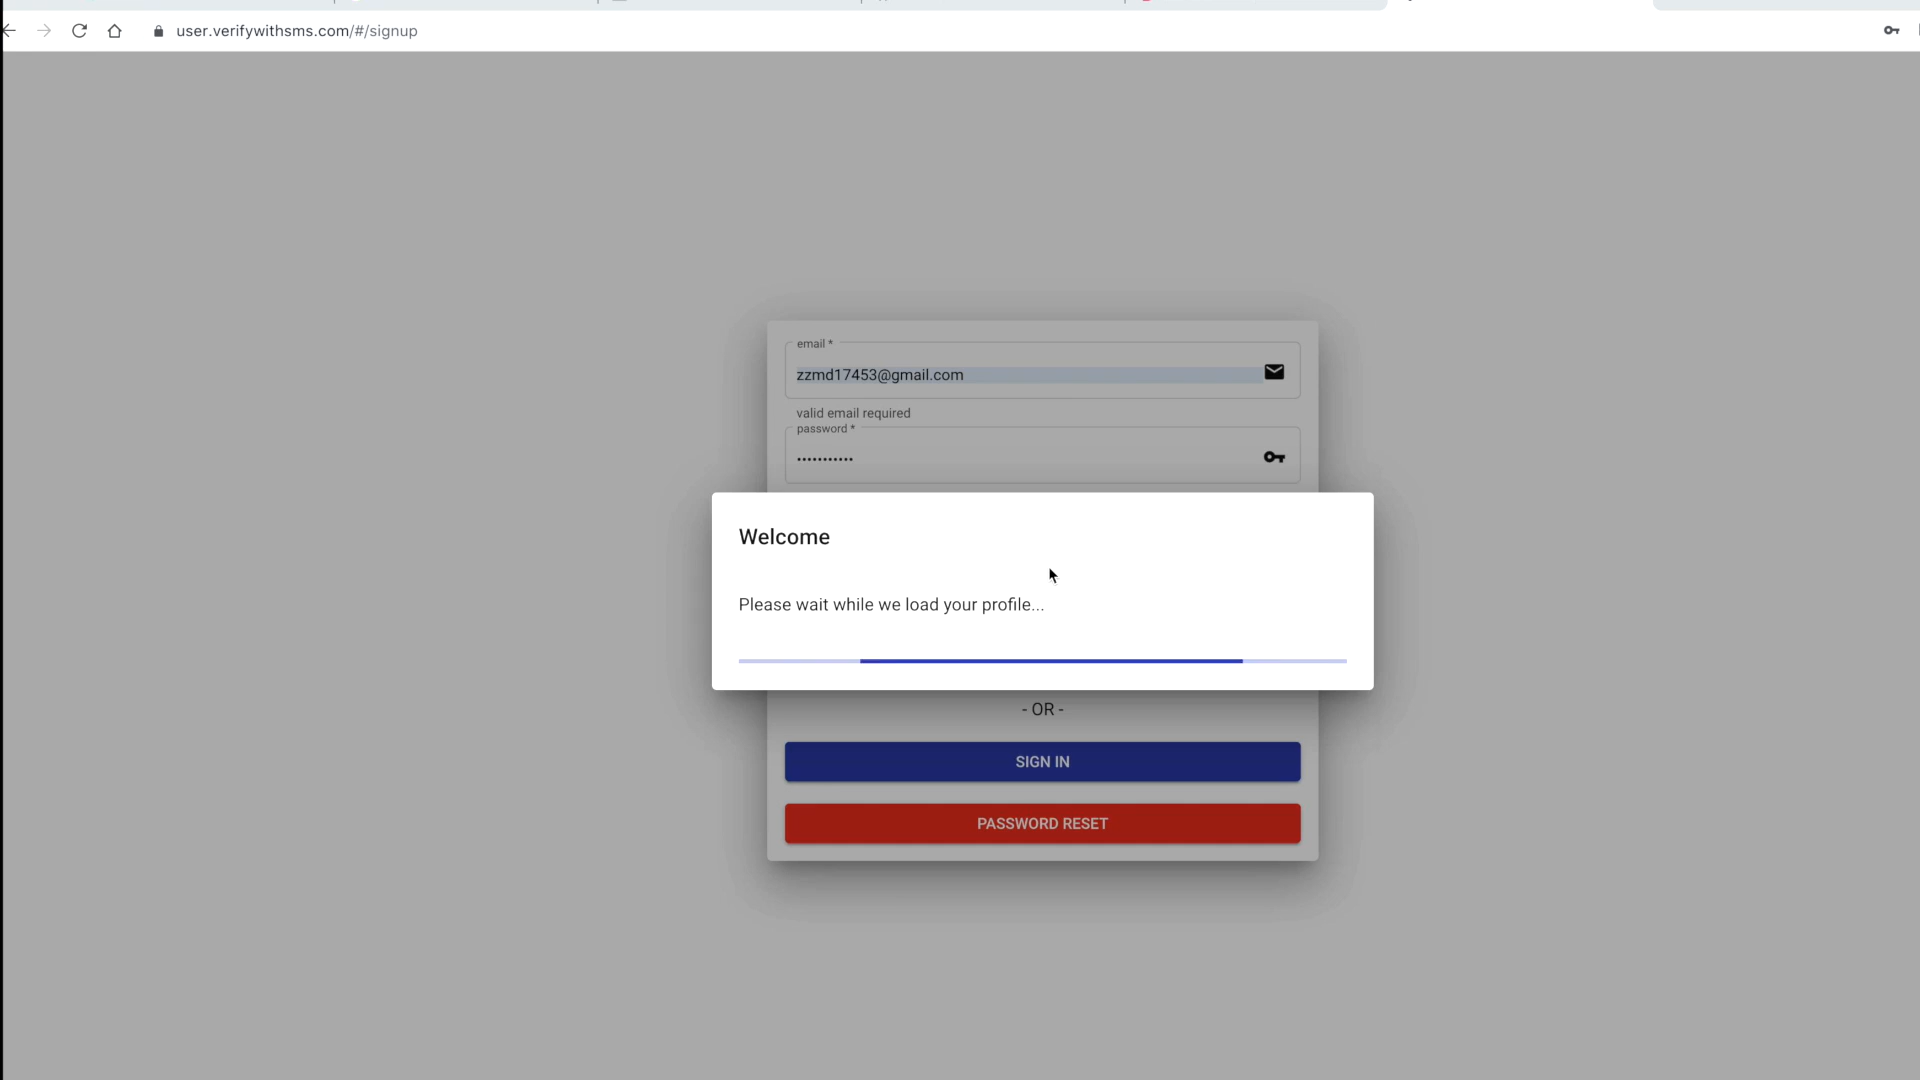 user.verifywithsms.com/#/signup
email *
zzmd17453@gmail.com
valid email required
password *
•••••••••••
Welcome
Please wait while we load your profile...
- OR -
SIGN IN
PASSWORD RESET